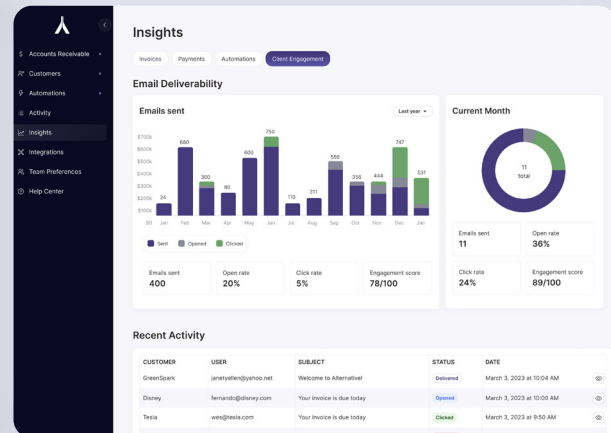 Insights
$ Accounts Receivable
Customers
Automations
Activity
Insights
Integrations
Team Preferences
Help Center
Invoices Payments Automations Client Engagement
Email Deliverability
Emails sent
Last year
$700k
$600k
$500k
$400k
$300k
$200k
$100k
$0
24 680 300 80 600 750 110 311 550 356 444 747 531
Jan Feb Mar Apr May Jun Jul Aug Sep Oct Nov Dec Jan
Sent Opened Clicked
Emails sent
400
Open rate
20%
Click rate
5%
Engagement score
78/100
Current Month
11
total
Emails sent
11
Open rate
36%
Click rate
24%
Engagement score
89/100
Recent Activity
CUSTOMER USER SUBJECT STATUS DATE
GreenSpark janetyellen@yahoo.net Welcome to Alternative! Delivered March 3, 2023 at 10:04 AM
Disney fernando@disney.com Your invoice is due today Opened March 3, 2023 at 10:00 AM
Tesla wes@tesla.com Your invoice is due today Clicked March 3, 2023 at 9:50 AM